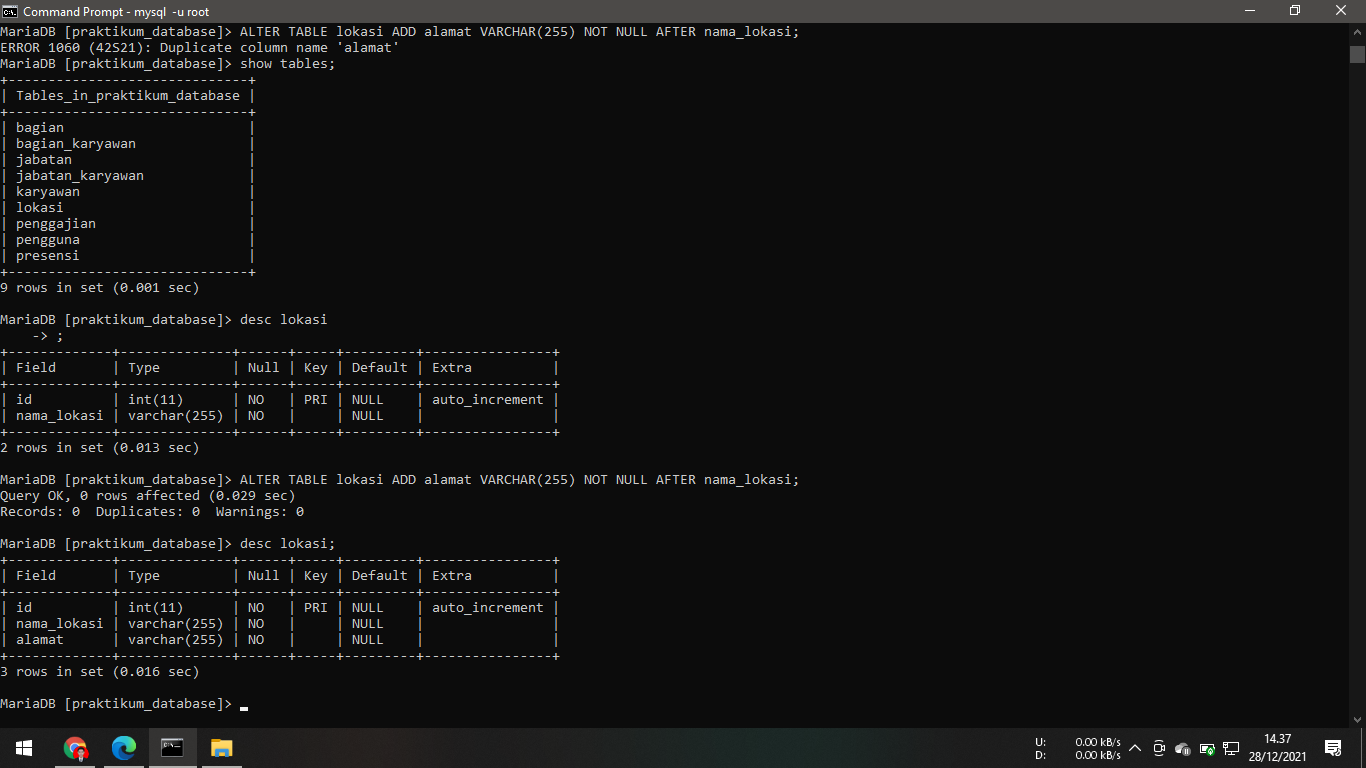 Command Prompt - mysql  -u root
MariaDB [praktikum_database]> ALTER TABLE lokasi ADD alamat VARCHAR(255) NOT NULL AFTER nama_lokasi;
ERROR 1060 (42S21): Duplicate column name 'alamat'
MariaDB [praktikum_database]> show tables;
+------------------------------+
| Tables_in_praktikum_database |
+------------------------------+
| bagian                       |
| bagian_karyawan              |
| jabatan                      |
| jabatan_karyawan             |
| karyawan                     |
| lokasi                       |
| penggajian                   |
| pengguna                     |
| presensi                     |
+------------------------------+
9 rows in set (0.001 sec)
MariaDB [praktikum_database]> desc lokasi
    -> ;
+-------------+--------------+------+-----+---------+----------------+
| Field       | Type         | Null | Key | Default | Extra          |
+-------------+--------------+------+-----+---------+----------------+
| id          | int(11)      | NO   | PRI | NULL    | auto_increment |
| nama_lokasi | varchar(255) | NO   |     | NULL    |                |
+-------------+--------------+------+-----+---------+----------------+
2 rows in set (0.013 sec)
MariaDB [praktikum_database]> ALTER TABLE lokasi ADD alamat VARCHAR(255) NOT NULL AFTER nama_lokasi;
Query OK, 0 rows affected (0.029 sec)
Records: 0  Duplicates: 0  Warnings: 0
MariaDB [praktikum_database]> desc lokasi;
+-------------+--------------+------+-----+---------+----------------+
| Field       | Type         | Null | Key | Default | Extra          |
+-------------+--------------+------+-----+---------+----------------+
| id          | int(11)      | NO   | PRI | NULL    | auto_increment |
| nama_lokasi | varchar(255) | NO   |     | NULL    |                |
| alamat      | varchar(255) | NO   |     | NULL    |                |
+-------------+--------------+------+-----+---------+----------------+
3 rows in set (0.016 sec)
MariaDB [praktikum_database]>
U: 0.00 kB/s
D: 0.00 kB/s
14.37
28/12/2021